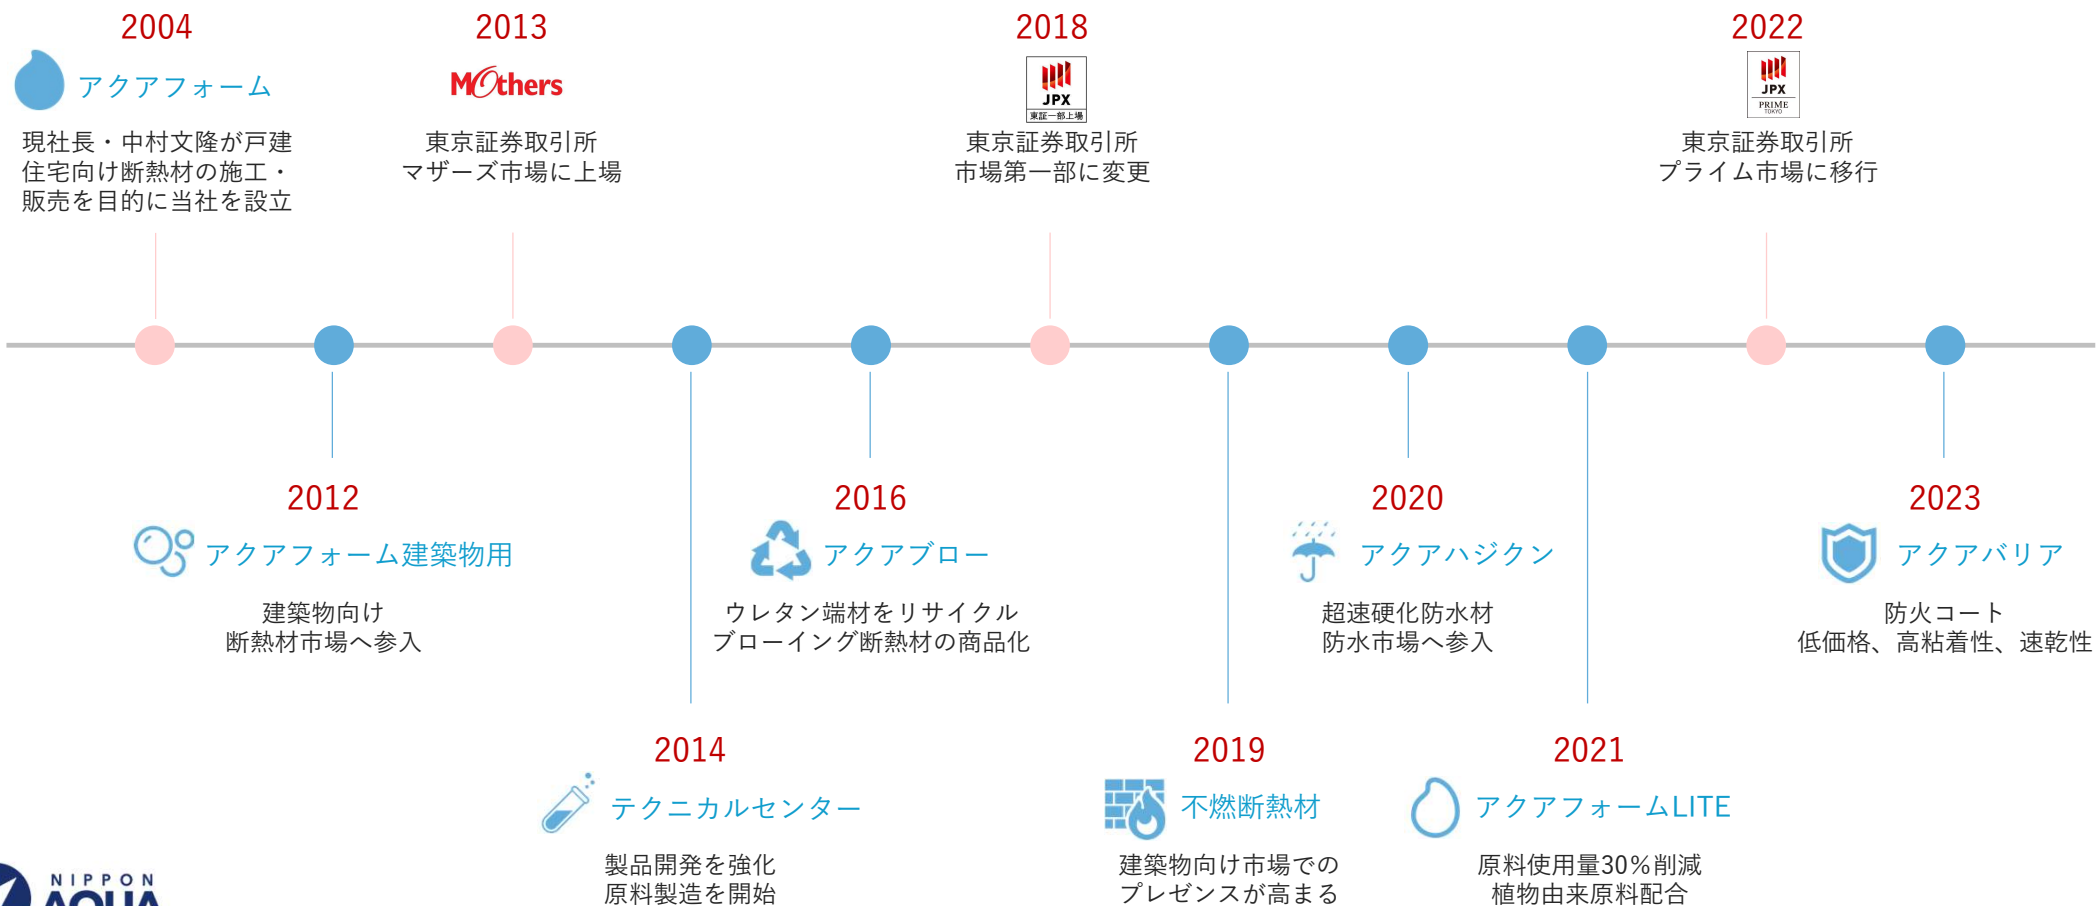 2004
アクアフォーム
現社長・中村文隆が戸建
住宅向け断熱材の施工・
販売を目的に当社を設立
2013
Mothers
東京証券取引所
マザーズ市場に上場
2018
JPX
東証一部上場
東京証券取引所
市場第一部に変更
2022
JPX
PRIME
TOKYO
東京証券取引所
プライム市場に移行
2012
アクアフォーム建築物用
建築物向け
断熱材市場へ参入
2016
アクアブロー
ウレタン端材をリサイクル
ブローイング断熱材の商品化
2020
アクアハジクン
超速硬化防水材
防水市場へ参入
2023
アクアバリア
防火コート
低価格、高粘着性、速乾性
2014
テクニカルセンター
製品開発を強化
原料製造を開始
2019
不燃断熱材
建築物向け市場での
プレゼンスが高まる
2021
アクアフォームLITE
原料使用量30%削減
植物由来原料配合
NIPPON
AQUA